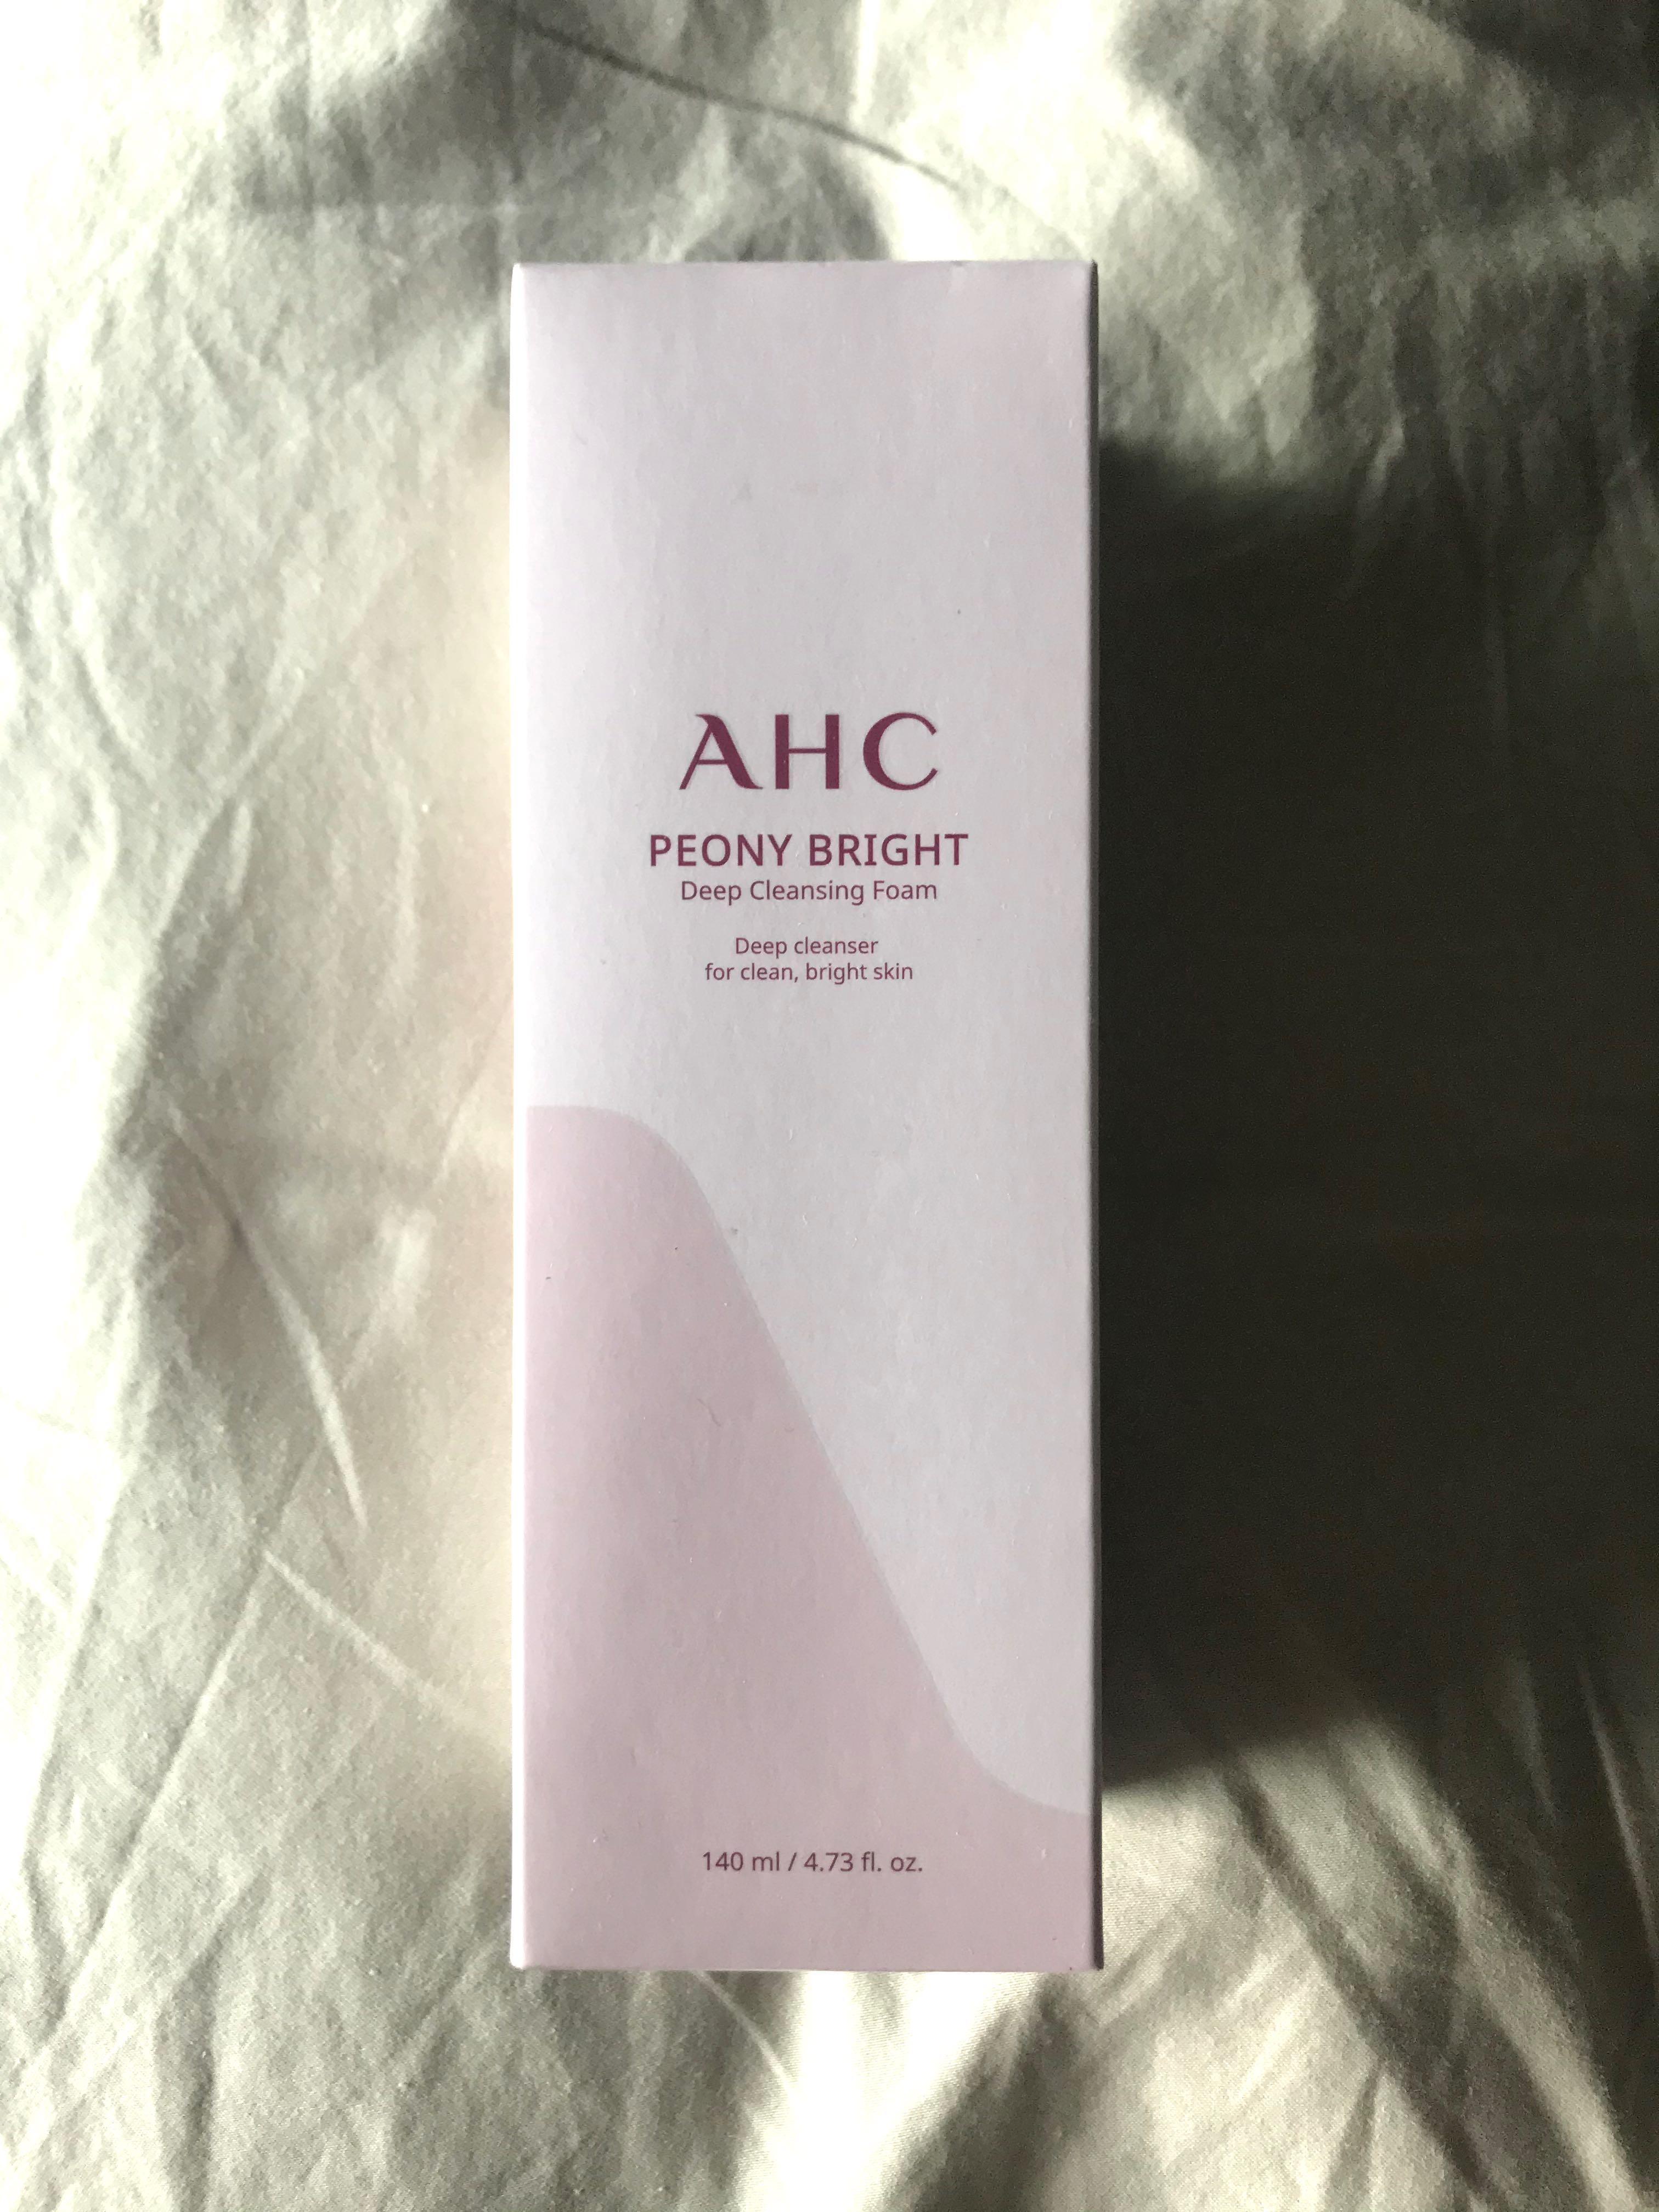 AHC
PEONY BRIGHT
Deep Cleansing Foam
Deep cleanser
for clean, bright skin
140 ml / 4.73 fl. oz.